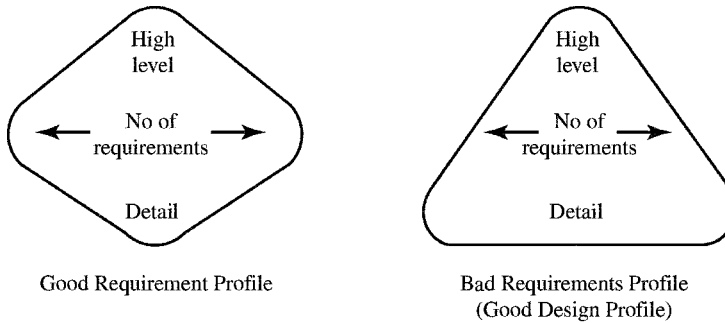 High
level
No of
requirements
Detail
Good Requirement Profile
High
level
No of
requirements
Detail
Bad Requirements Profile
(Good Design Profile)